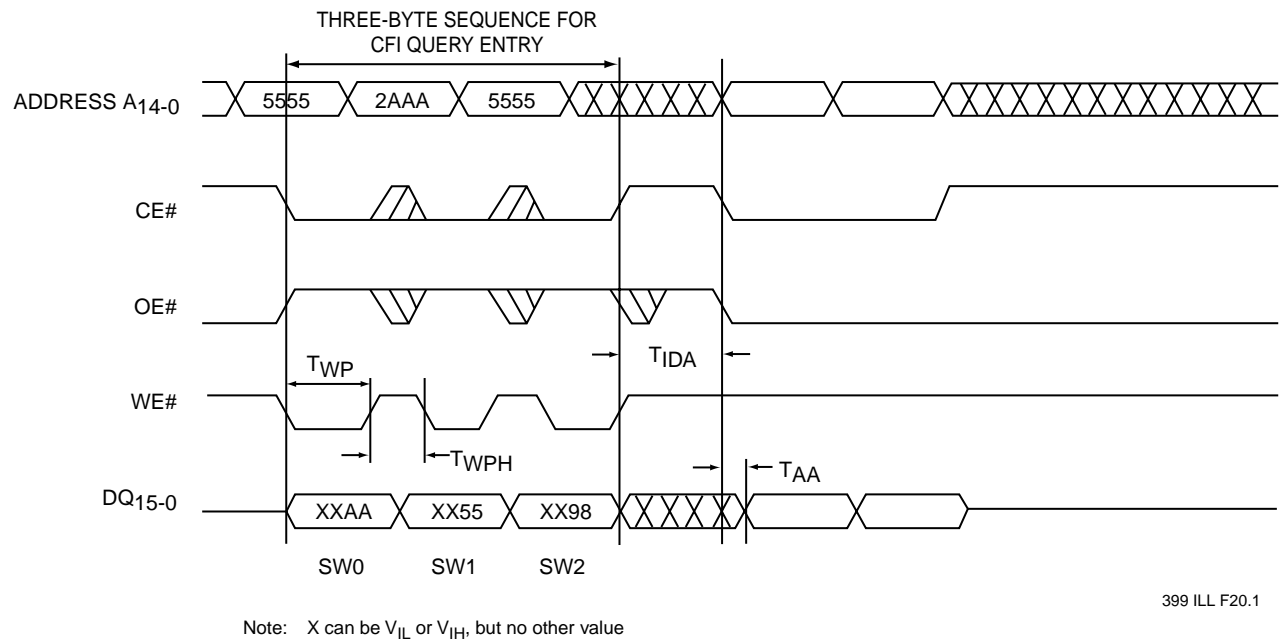 THREE-BYTE SEQUENCE FOR
CFI QUERY ENTRY
ADDRESS A14-0
5555 2AAA 5555
CE#
OE#
TIDA
TWP
WE#
TWPH
TAA
DQ15-0
XXAA XX55 XX98
SW0 SW1 SW2
399 ILL F20.1
Note: X can be VIL or VIH, but no other value